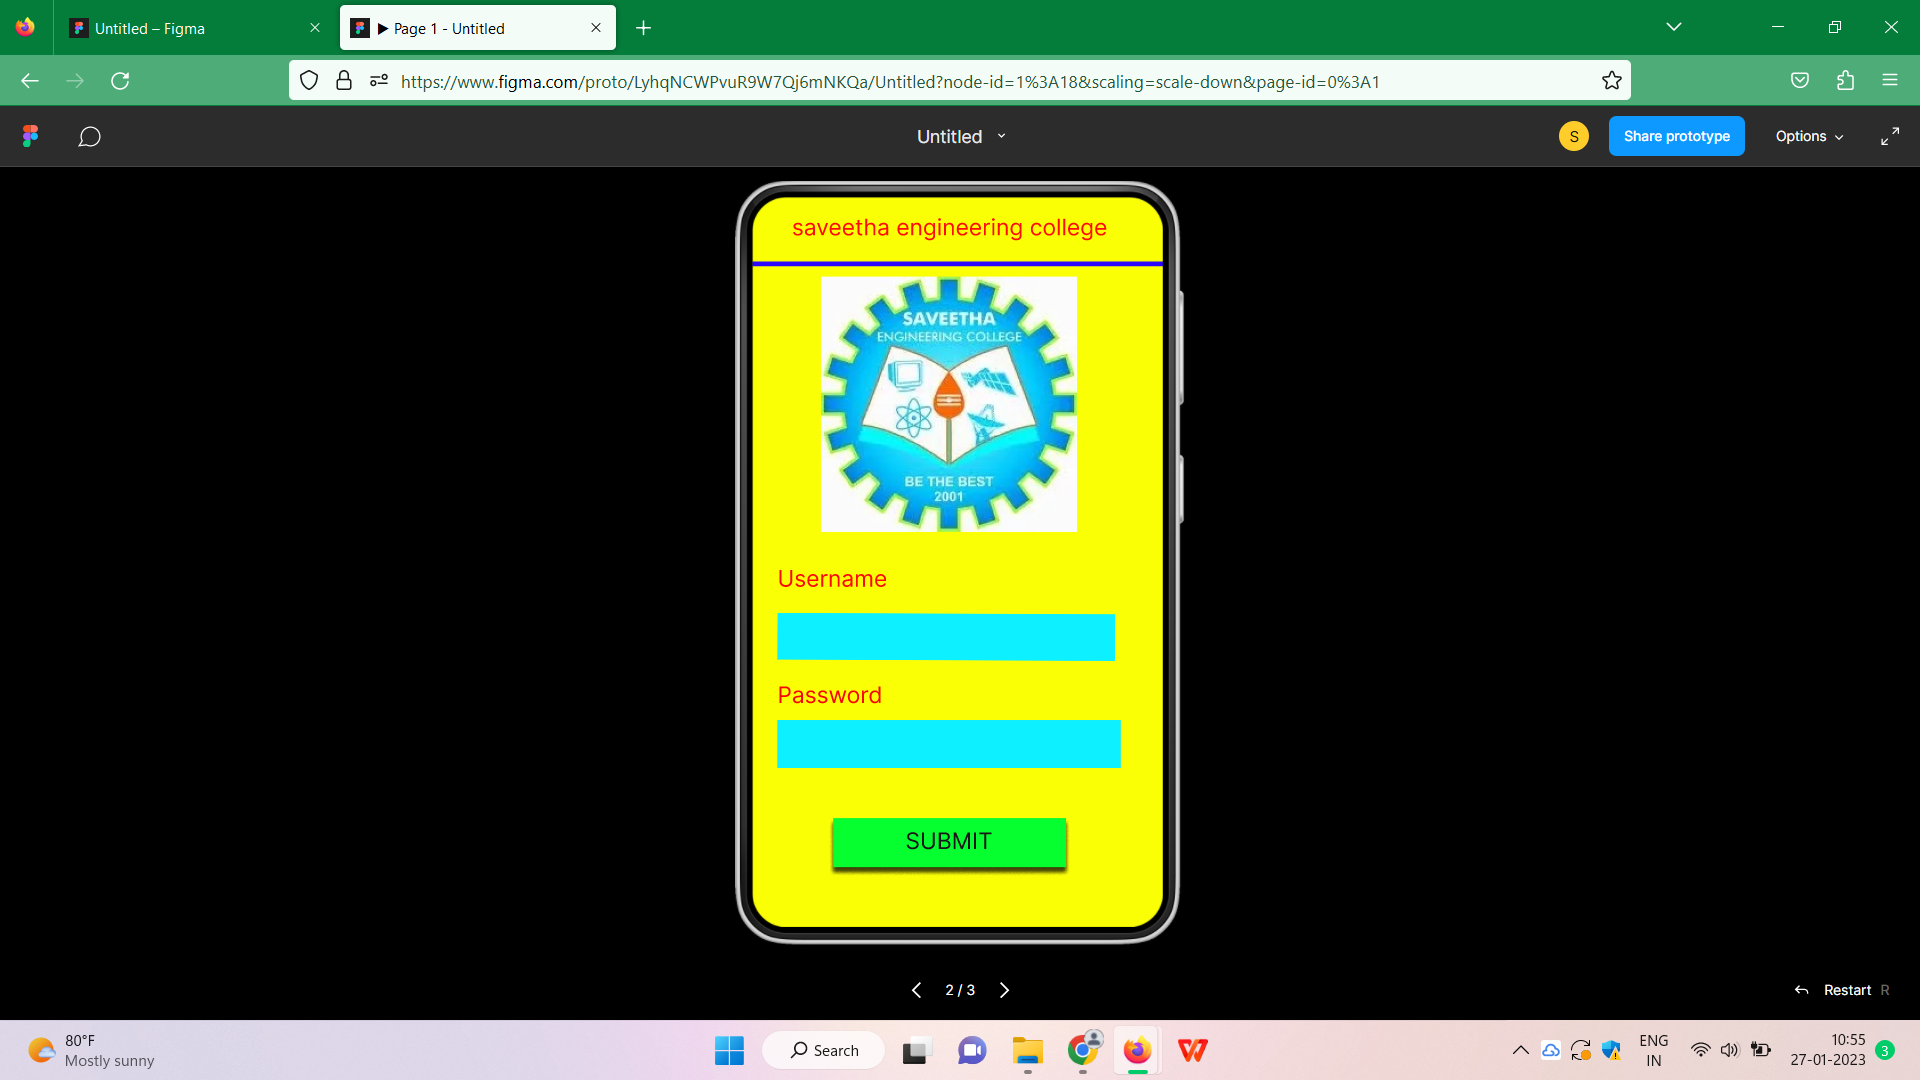 Untitled – Figma
▶ Page 1 - Untitled
https://www.figma.com/proto/LyhqNCWPvuR9W7Qj6mNKQa/Untitled?node-id=1%3A18&scaling=scale-down&page-id=0%3A1
Untitled
S
Share prototype
Options
saveetha engineering college
SAVEETHA
ENGINEERING COLLEGE
BE THE BEST
2001
Username
Password
SUBMIT
2 / 3
Restart R
80°F
Mostly sunny
Search
ENG
IN
10:55
27-01-2023
3